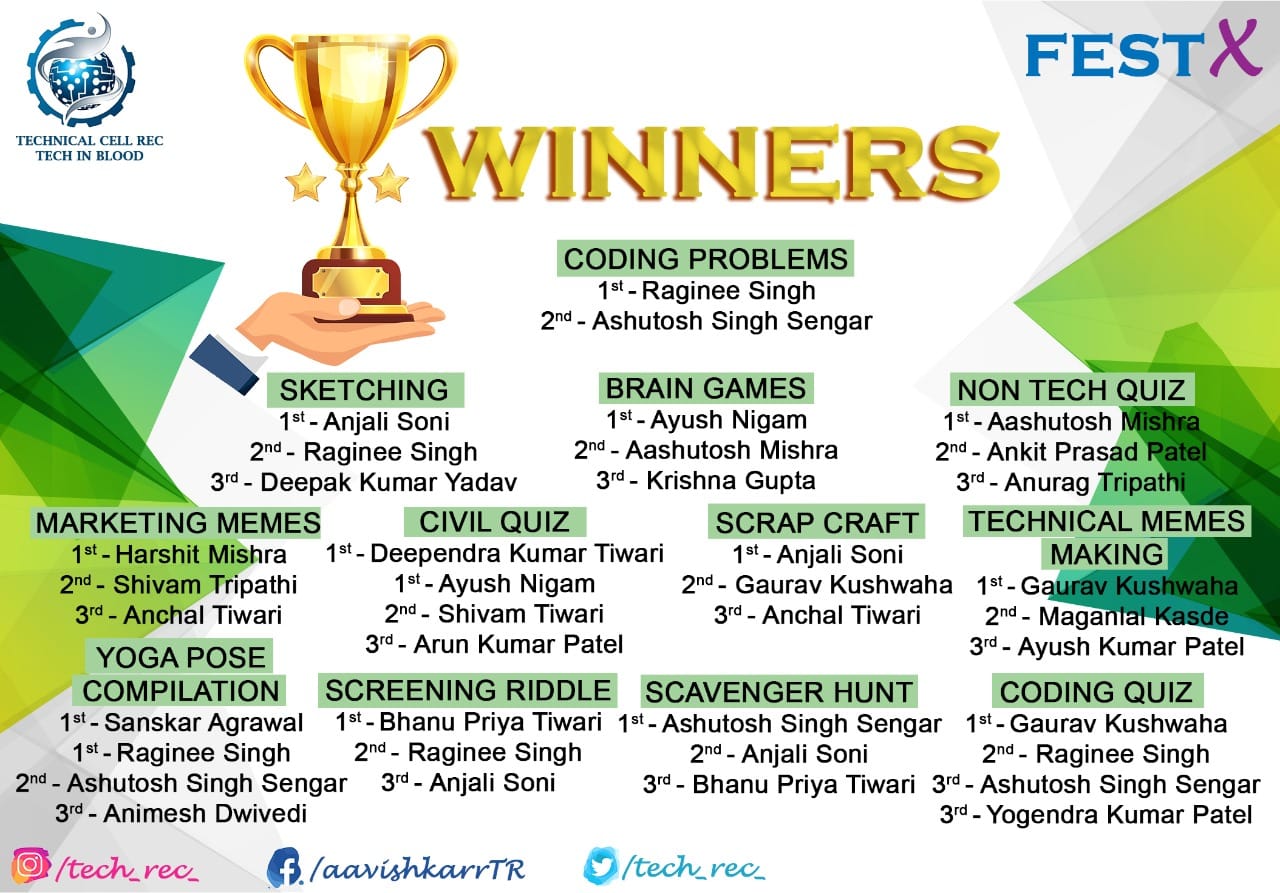 TECHNICAL CELL REC
TECH IN BLOOD
FEST X
WINNERS
CODING PROBLEMS
1st - Raginee Singh
2nd - Ashutosh Singh Sengar
SKETCHING
1st - Anjali Soni
2nd - Raginee Singh
3rd - Deepak Kumar Yadav
BRAIN GAMES
1st - Ayush Nigam
2nd - Aashutosh Mishra
3rd - Krishna Gupta
NON TECH QUIZ
1st - Aashutosh Mishra
2nd - Ankit Prasad Patel
3rd - Anurag Tripathi
MARKETING MEMES
1st - Harshit Mishra
2nd - Shivam Tripathi
3rd - Anchal Tiwari
CIVIL QUIZ
1st - Deependra Kumar Tiwari
1st - Ayush Nigam
2nd - Shivam Tiwari
3rd - Arun Kumar Patel
SCRAP CRAFT
1st - Anjali Soni
2nd - Gaurav Kushwaha
3rd - Anchal Tiwari
TECHNICAL MEMES
MAKING
1st - Gaurav Kushwaha
2nd - Maganlal Kasde
3rd - Ayush Kumar Patel
YOGA POSE
COMPILATION
1st - Sanskar Agrawal
1st - Raginee Singh
2nd - Ashutosh Singh Sengar
3rd - Animesh Dwivedi
SCREENING RIDDLE
1st - Bhanu Priya Tiwari
2nd - Raginee Singh
3rd - Anjali Soni
SCAVENGER HUNT
1st - Ashutosh Singh Sengar
2nd - Anjali Soni
3rd - Bhanu Priya Tiwari
CODING QUIZ
1st - Gaurav Kushwaha
2nd - Raginee Singh
3rd - Ashutosh Singh Sengar
3rd - Yogendra Kumar Patel
/tech_rec_
/aavishkarrTR
/tech_rec_